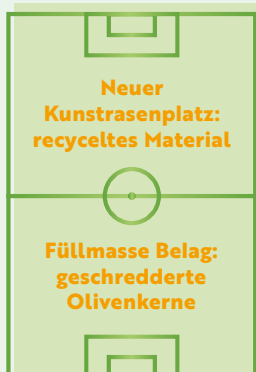 Neuer
Kunstrasenplatz:
recyceltes Material
Füllmasse Belag:
geschredderte
Olivenkerne